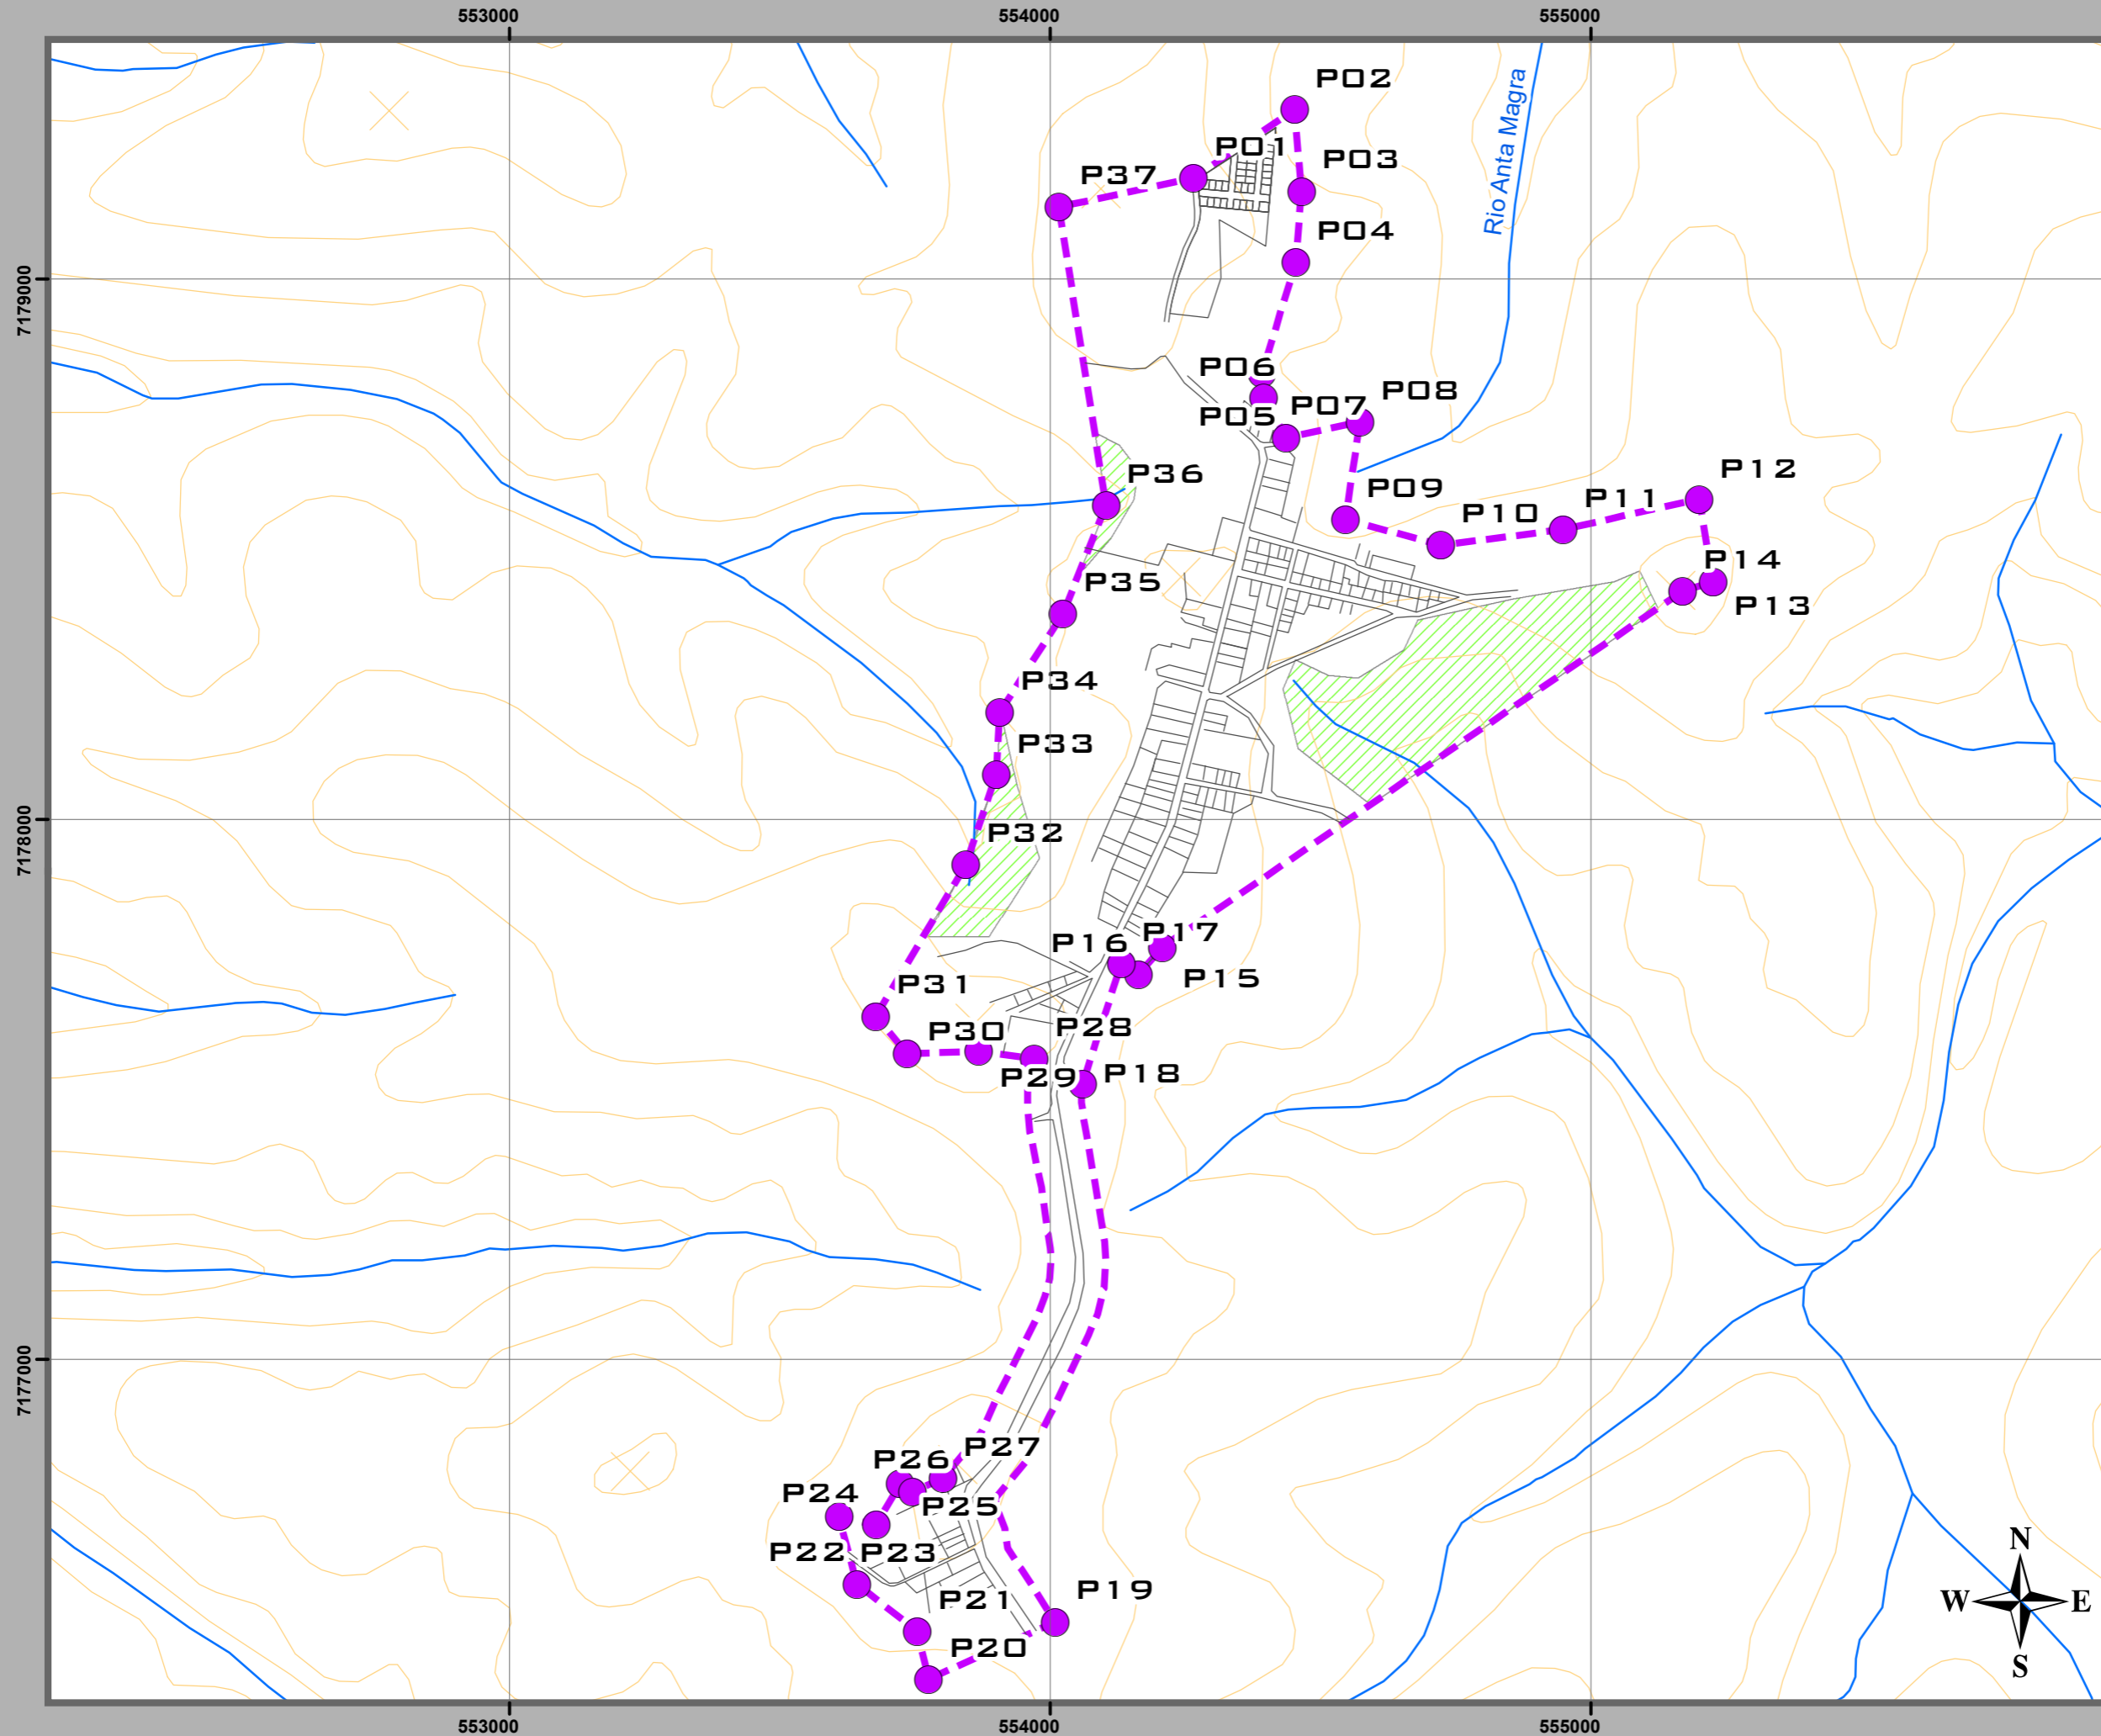 553000
554000
555000
P02
Rio Anta Magra
P01
P03
P37
P04
7179000
P06
P08
P05
P07
P36
P12
P09
P11
P10
P14
P35
P13
P34
P33
7178000
P32
P17
P16
P15
P31
P28
P30
P18
P29
7177000
P27
P26
P24
P25
P22
P23
N
P19
P21
W
E
P20
S
553000
554000
555000